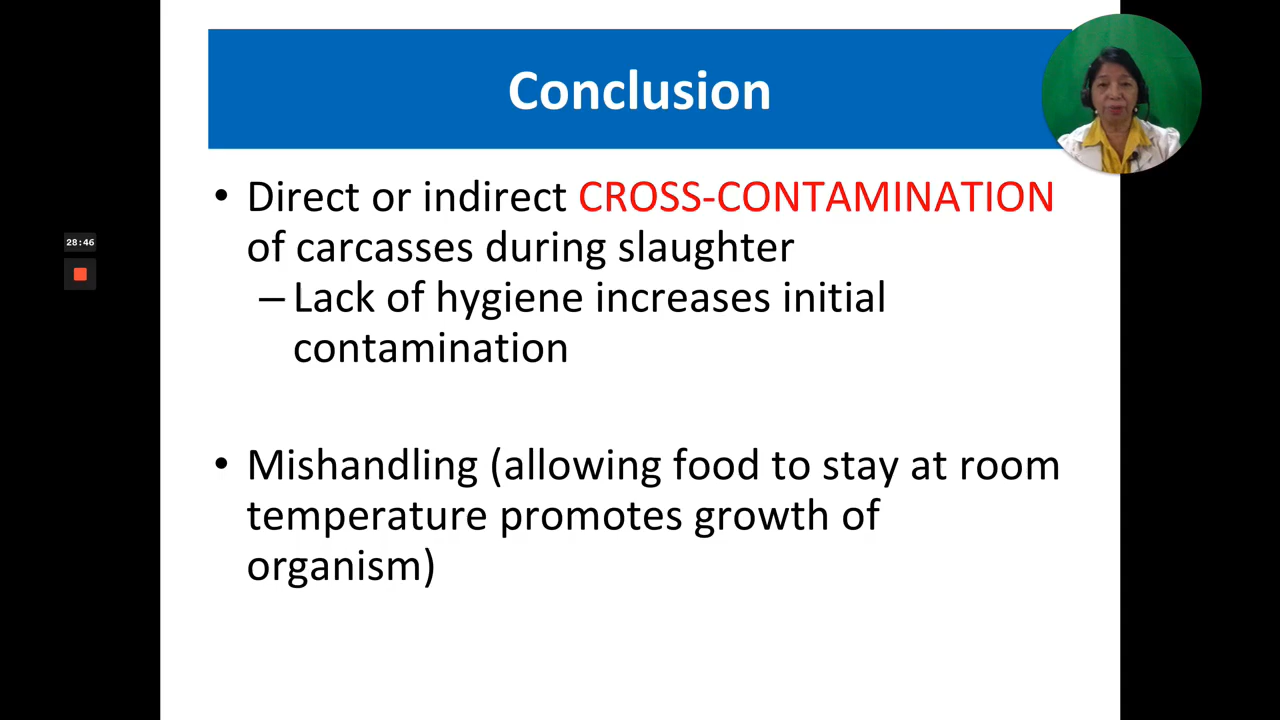 Conclusion
• Direct or indirect CROSS-CONTAMINATION
of carcasses during slaughter
– Lack of hygiene increases initial
contamination
28:46
• Mishandling (allowing food to stay at room
temperature promotes growth of
organism)